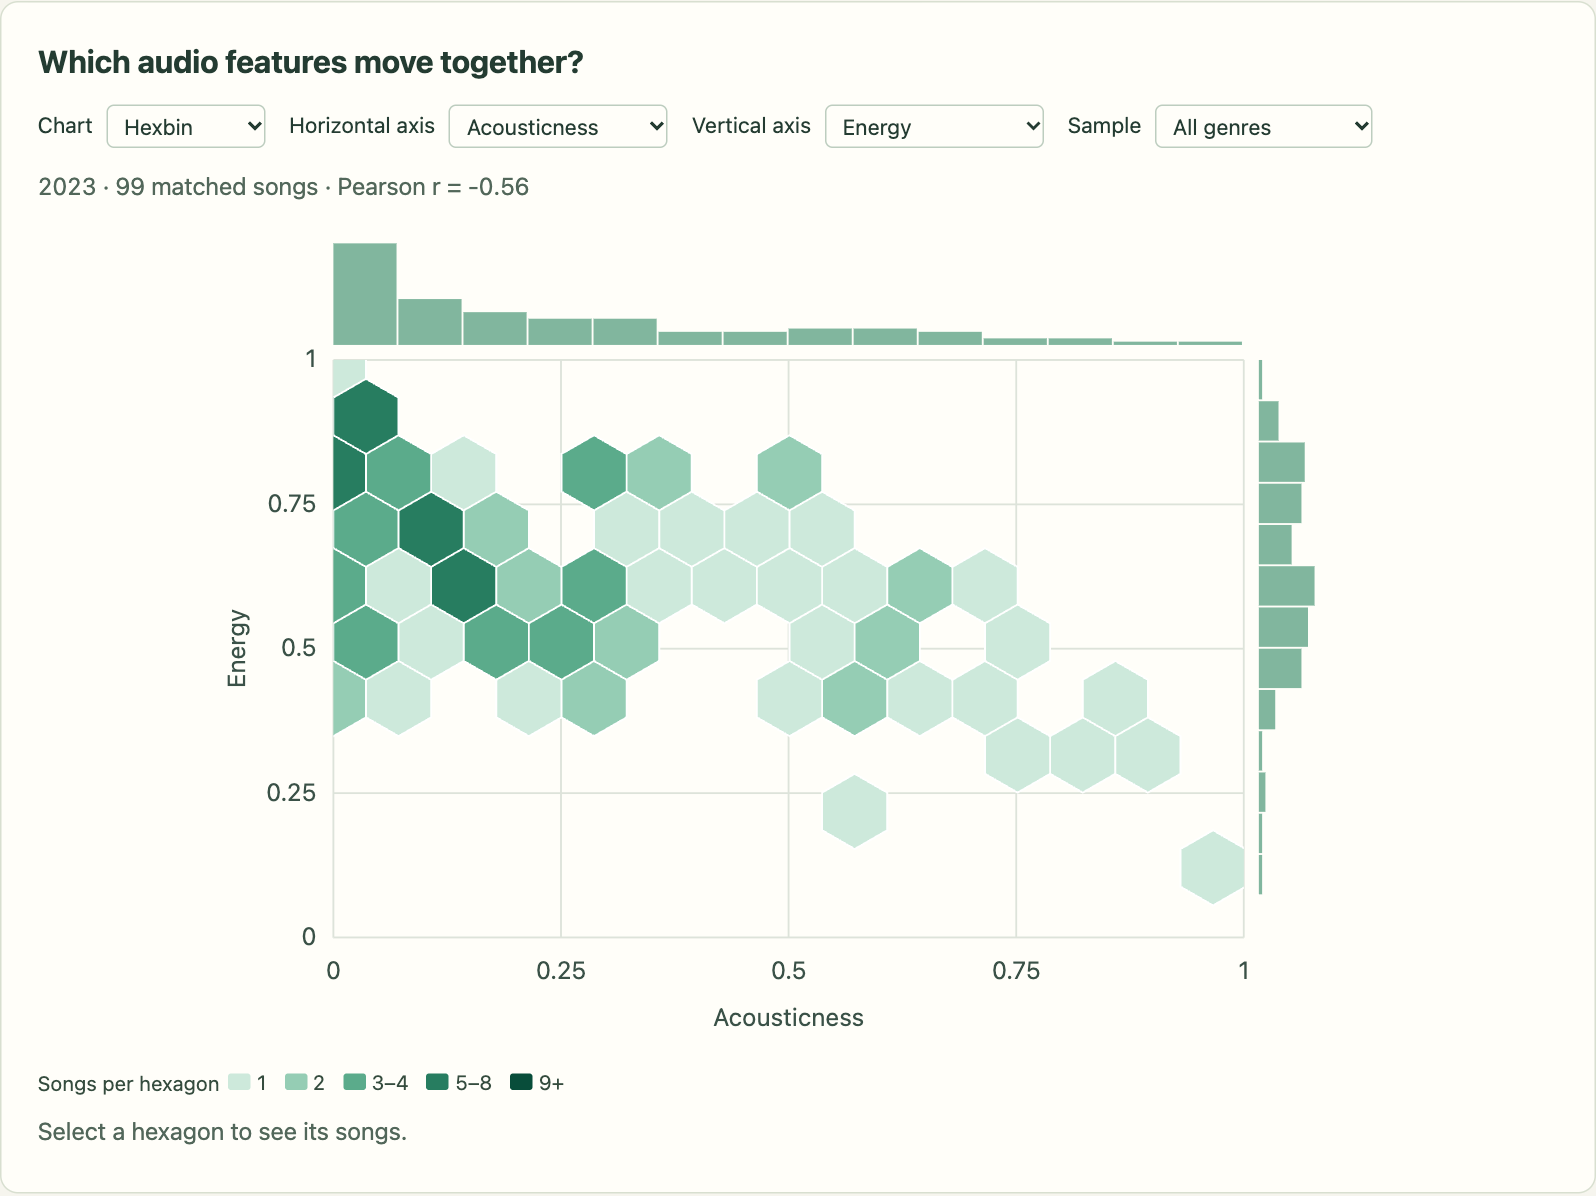 Which audio features move together?
Chart Hexbin Horizontal axis Acousticness Vertical axis Energy Sample All genres
2023 · 99 matched songs · Pearson r = -0.56
1
0.75
0.5
0.25
0
Energy
0 0.25 0.5 0.75 1
Acousticness
Songs per hexagon 1 2 3–4 5–8 9+
Select a hexagon to see its songs.